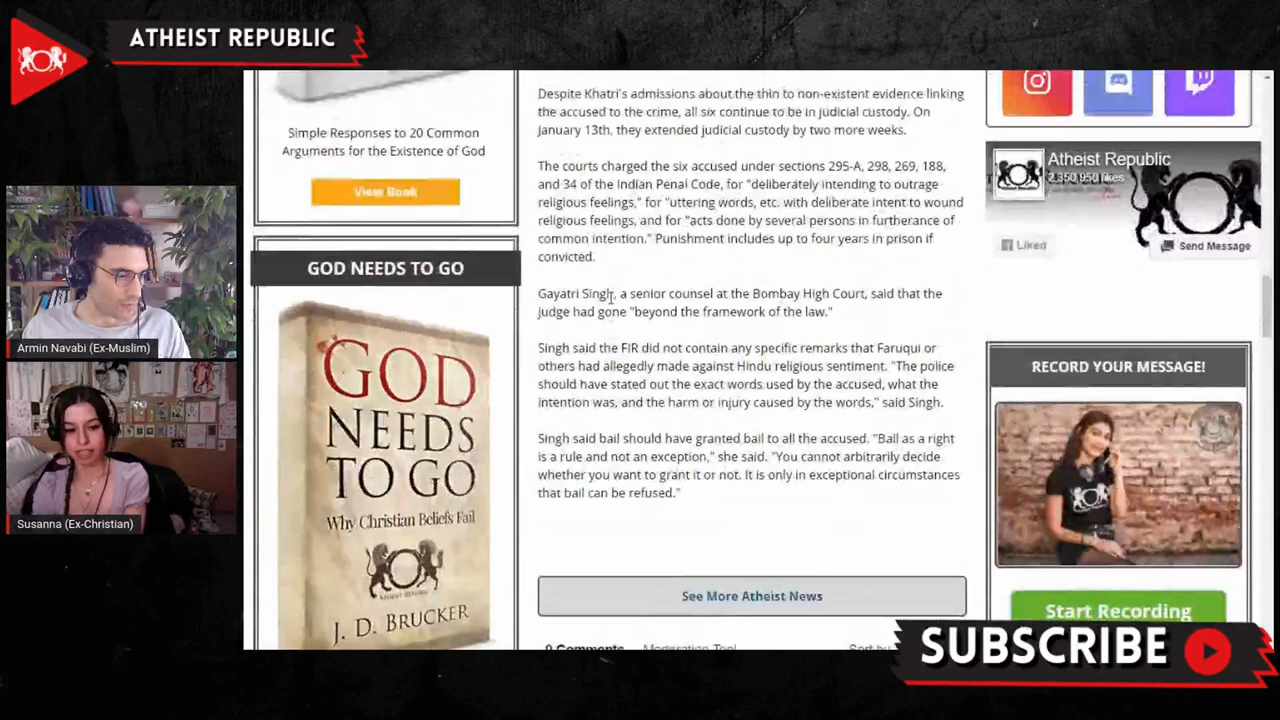 ATHEIST REPUBLIC
Simple Responses to 20 Common
Arguments for the Existence of God
View Book
GOD NEEDS TO GO
GOD
NEEDS
TO GO
Why Christian Beliefs Fail
J. D. BRUCKER
Despite Khatri's admissions about the thin to non-existent evidence linking
the accused to the crime, all six continue to be in judicial custody. On
January 13th, they extended judicial custody by two more weeks.
The courts charged the six accused under sections 295-A, 298, 269, 188,
and 34 of the Indian Penal Code, for "deliberately intending to outrage
religious feelings," for "uttering words, etc. with deliberate intent to wound
religious feelings, and for "acts done by several persons in furtherance of
common intention." Punishment includes up to four years in prison if
convicted.
Gayatri Singh, a senior counsel at the Bombay High Court, said that the
judge had gone "beyond the framework of the law."
Singh said the FIR did not contain any specific remarks that Faruqui or
others had allegedly made against Hindu religious sentiment. "The police
should have stated out the exact words used by the accused, what the
intention was, and the harm or injury caused by the words," said Singh.
Singh said bail should have granted bail to all the accused. "Bail as a right
is a rule and not an exception," she said. "You cannot arbitrarily decide
whether you want to grant it or not. It is only in exceptional circumstances
that bail can be refused."
See More Atheist News
0 Comments
Moderation Tool
Sort by
Atheist Republic
2,350,950 likes
Liked
Send Message
RECORD YOUR MESSAGE!
Start Recording
Armin Navabi (Ex-Muslim)
Susanna (Ex-Christian)
SUBSCRIBE